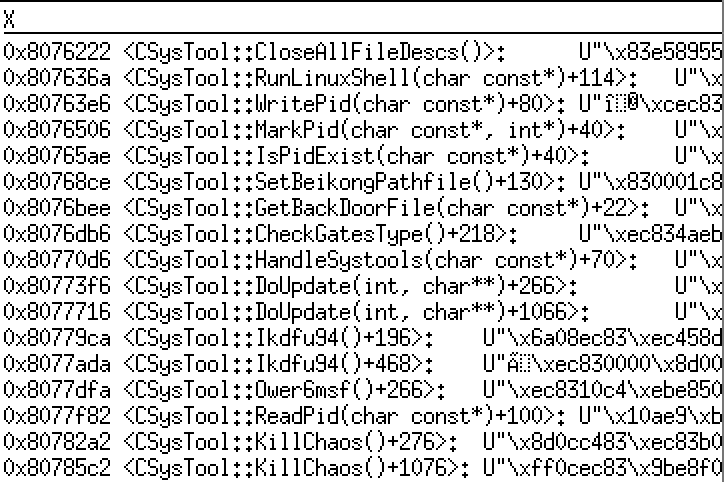 X
0x8076222 <CSysTool::CloseAllFileDescs()>: U"\x83e58955
0x807636a <CSysTool::RunLinuxShell(char const*)+114>: U"\x
0x80763e6 <CSysTool::WritePid(char const*)+80>: U"\xcec83
0x8076506 <CSysTool::MarkPid(char const*, int*)+40>: U"\x
0x80765ae <CSysTool::IsPidExist(char const*)+40>: U"\x
0x80768ce <CSysTool::SetBeikongPathfile()+130>: U"\x830001c8
0x8076bee <CSysTool::GetBackDoorFile(char const*)+22>: U"\x
0x8076db6 <CSysTool::CheckGatesType()+218>: U"\xec834aeb
0x80770d6 <CSysTool::HandleSystools(char const*)+70>: U"\x
0x80773f6 <CSysTool::DoUpdate(int, char**)+266>: U"\x
0x8077716 <CSysTool::DoUpdate(int, char**)+1066>: U"\x
0x80779ca <CSysTool::Ikdfu94()+196>: U"\x6a08ec83\xec458d
0x8077ada <CSysTool::Ikdfu94()+468>: U"\xec830000\x8d00
0x8077dfa <CSysTool::Ower6msf()+266>: U"\xec8310c4\xebe850
0x8077f82 <CSysTool::ReadPid(char const*)+100>: U"\x10ae9\xb
0x80782a2 <CSysTool::KillChaos()+276>: U"\x8d0cc483\xec83b0
0x80785c2 <CSysTool::KillChaos()+1076>: U"\xff0cec83\x9be8f0